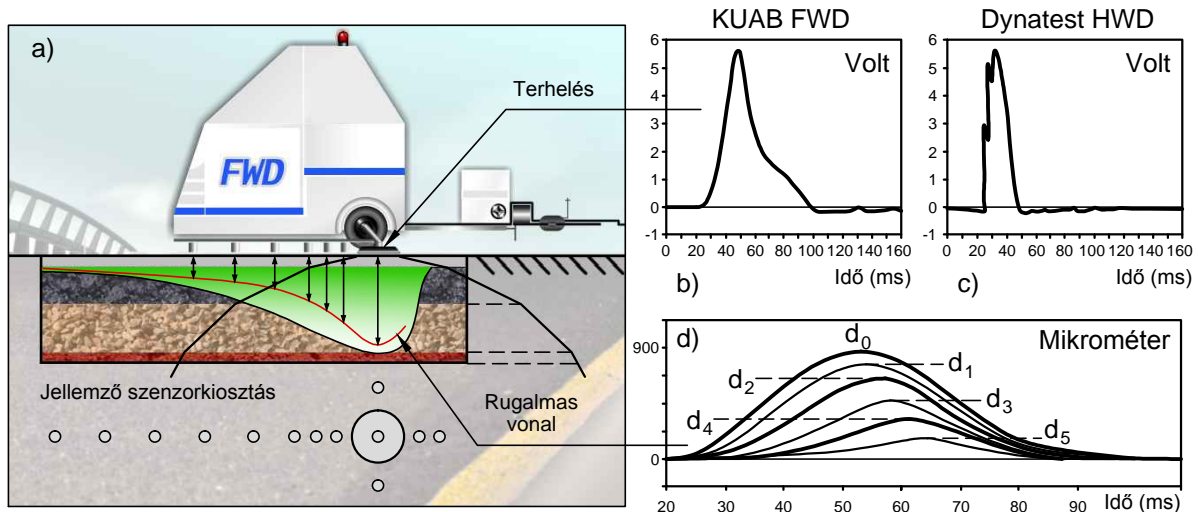 a)
FWD
Terhelés
Jellemző szenzorkiosztás
Rugalmas
vonal
KUAB FWD
6
5
4
3
2
1
0
-1
Volt
0 20 40 60 80 100 120 140 160
b) Idő (ms)
Dynatest HWD
6
5
4
3
2
1
0
-1
Volt
0 20 40 60 80 100 120 140 160
c) Idő (ms)
d) Mikrométer
900
0
d0
d1
d2
d3
d4
d5
20 30 40 50 60 70 80 90 Idő (ms)